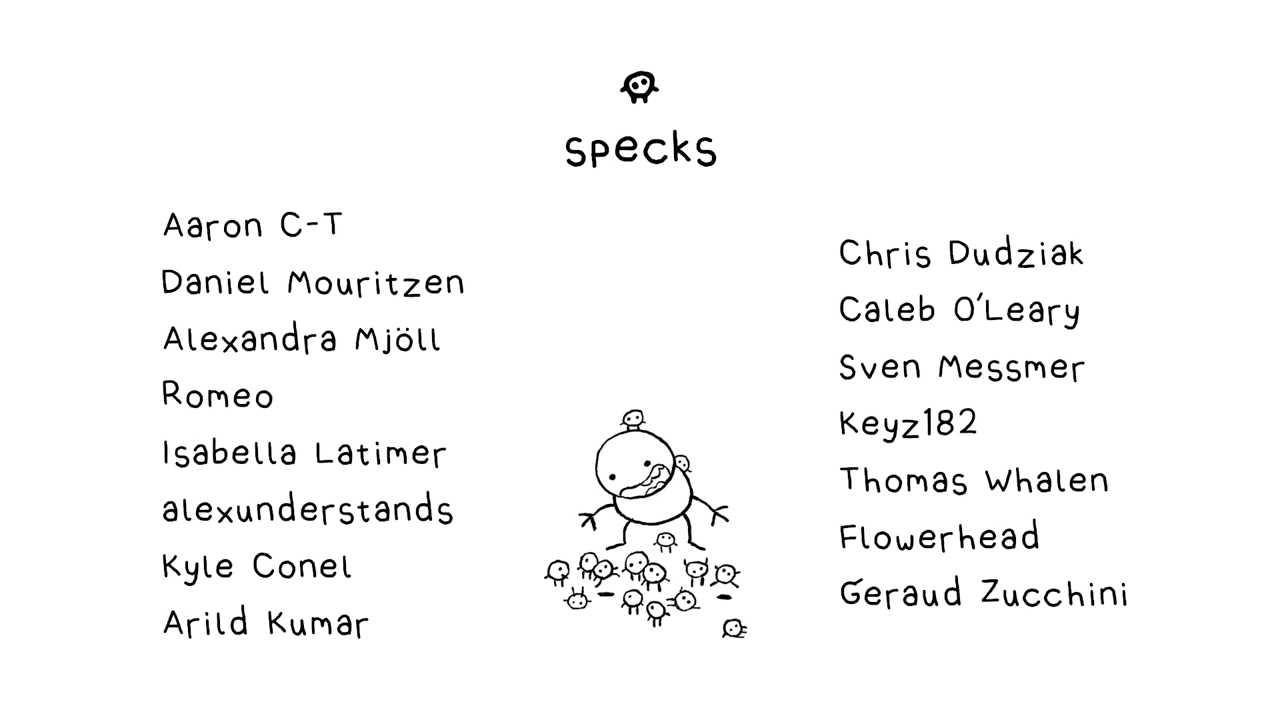 specks
Aaron C-T
Daniel Mouritzen
Alexandra Mjöll
Romeo
Isabella Latimer
alexunderstands
Kyle Conel
Arild Kumar
Chris Dudziak
Caleb O'Leary
Sven Messmer
Keyz182
Thomas Whalen
Flowerhead
Geraud Zucchini